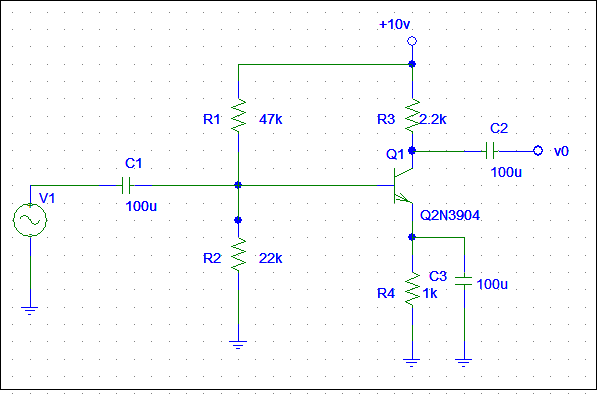 +10v
R1 47k
R3 2.2k
C2
v0
100u
Q1
C1
100u
V1
Q2N3904
R2 22k
C3
100u
R4 1k